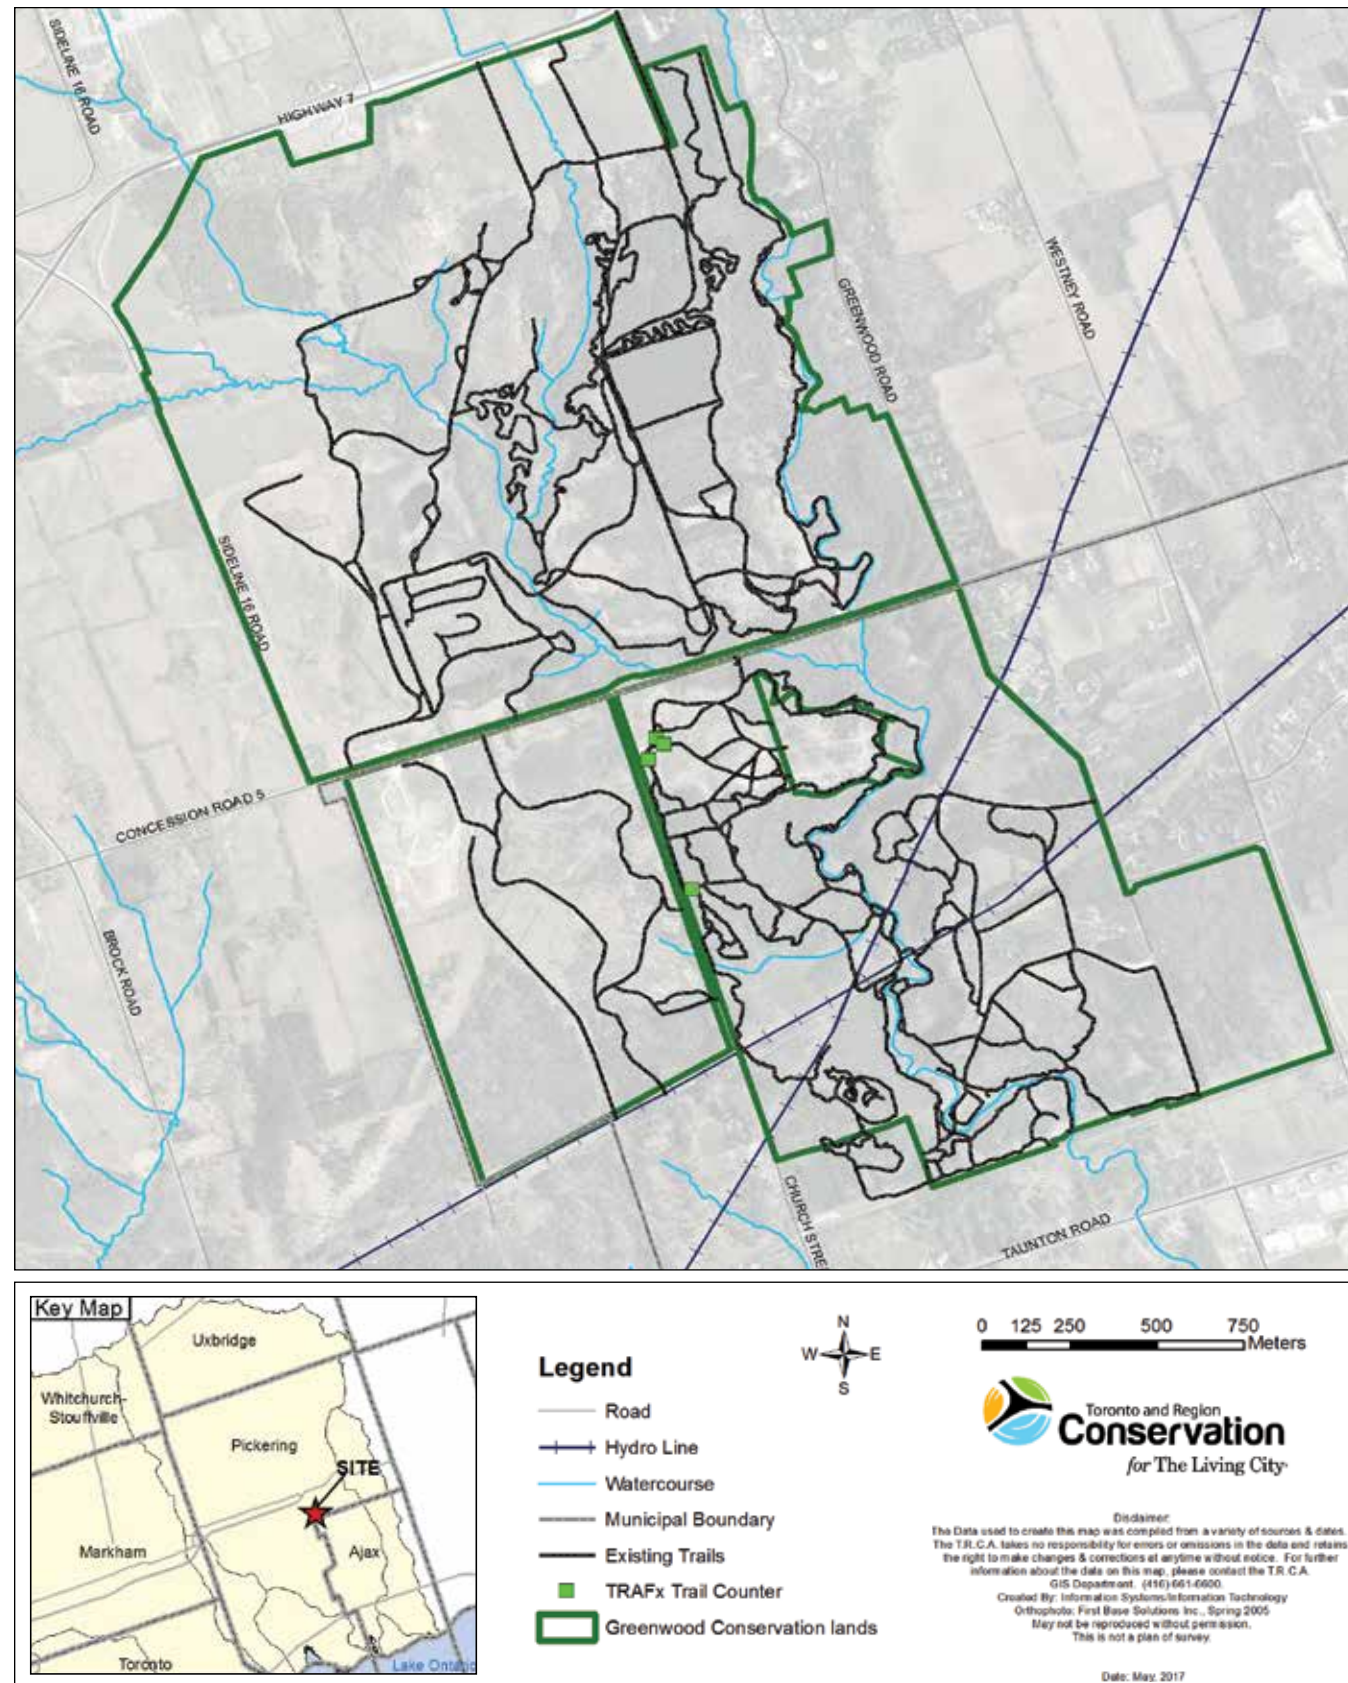 SIDELINE 16 ROAD
HIGHWAY 7
WESTNEY ROAD
GREENWOOD ROAD
SIDELINE 16 ROAD
CONCESSION ROAD 5
BROCK ROAD
CHURCH STRE
TAUNTON ROAD
Key Map
Uxbridge
Whitchurch-
Stouffville
Pickering
SITE
Markham
Ajax
Toronto
Lake Ontario
Legend
Road
Hydro Line
Watercourse
Municipal Boundary
Existing Trails
TRAFx Trail Counter
Greenwood Conservation lands
N
W E
S
0 125 250 500 750
Meters
Toronto and Region
Conservation
for The Living City·
Disclaimer:
The Data used to create this map was compiled from a variety of sources & dates.
The T.R.C.A. takes no responsibility for errors or omissions in the data and retains
the right to make changes & corrections at anytime without notice. For further
information about the data on this map, please contact the T.R.C.A.
GIS Department. (416)-661-6600.
Created By: Information Systems/Information Technology
Orthophoto: First Base Solutions Inc., Spring 2005
May not be reproduced without permission.
This is not a plan of survey.
Date: May, 2017